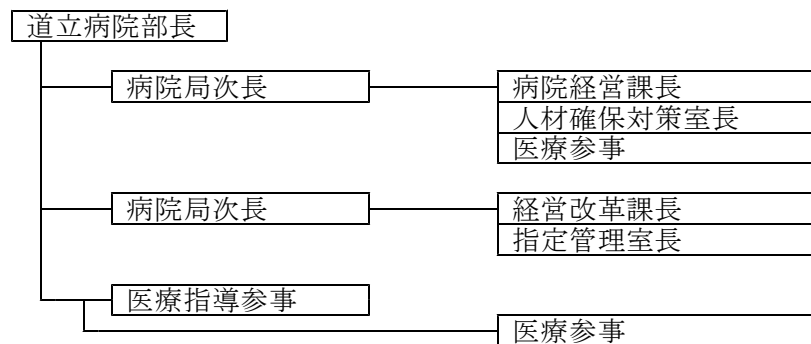 道立病院部長
病院局次長
病院経営課長
人材確保対策室長
医療参事
病院局次長
経営改革課長
指定管理室長
医療指導参事
医療参事